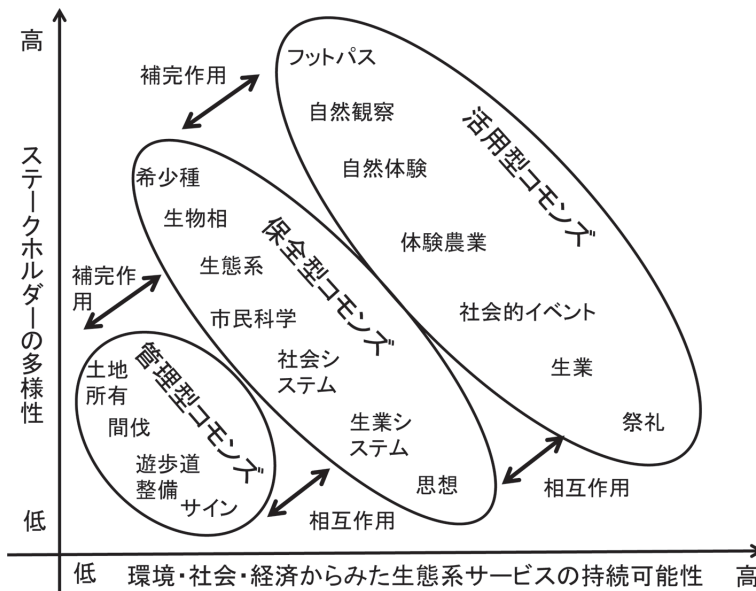 高
ステークホルダーの多様性
低
補完作用
フットパス
自然観察
自然体験
体験農業
社会的イベント
生業
祭礼
活用型コモンズ
希少種
生物相
生態系
市民科学
社会シ
ステム
生業シ
ステム
思想
保全型コモンズ
補完作
用
土地
所有
間伐
遊歩道
整備
サイン
管理型コモンズ
相互作用
相互作用
低
環境・社会・経済からみた生態系サービスの持続可能性
高